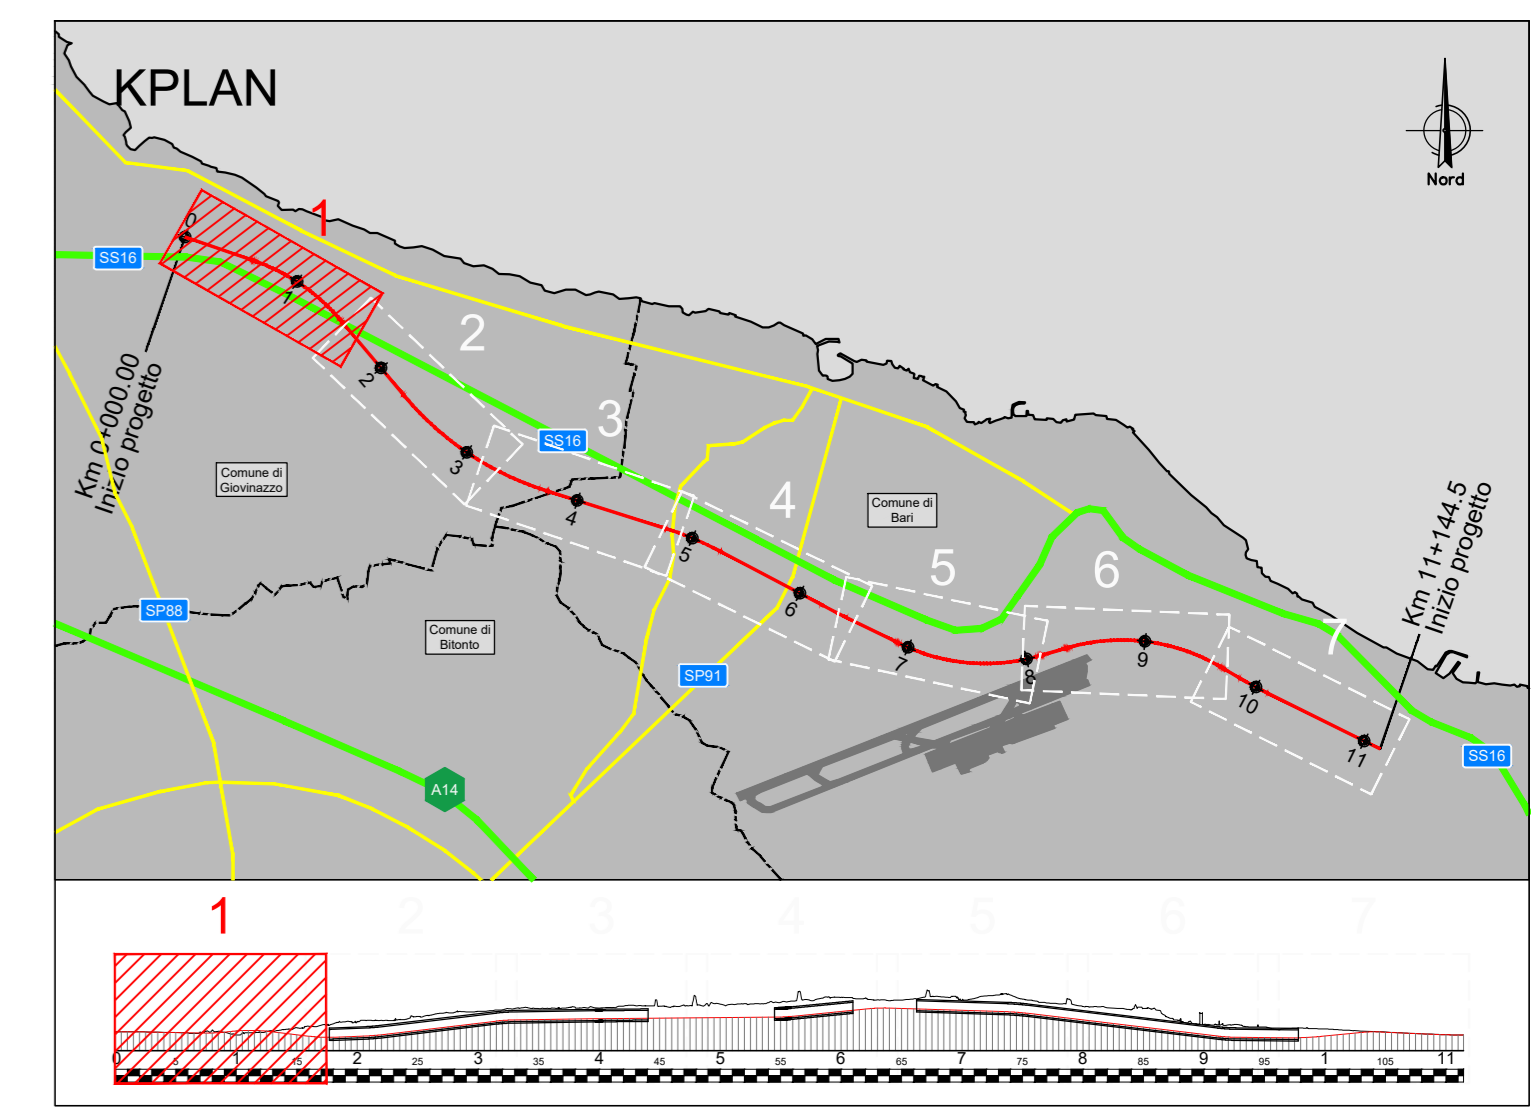 KPLAN
Nord
1
0
SS16
1
2
2
Km 0+000.00
Inizio progetto
3
SS16
3
Comune di
Giovinazzo
4
4
Comune di
Bari
5
5
6
6
Km 11+144.5
Inizio progetto
SP88
Comune di
Bitonto
7
7
SP91
8
9
10
11
SS16
A14
1
2
3
4
5
6
7
0 5 1 15 2 25 3 35 4 45 5 55 6 65 7 75 8 85 9 95 1 105 11